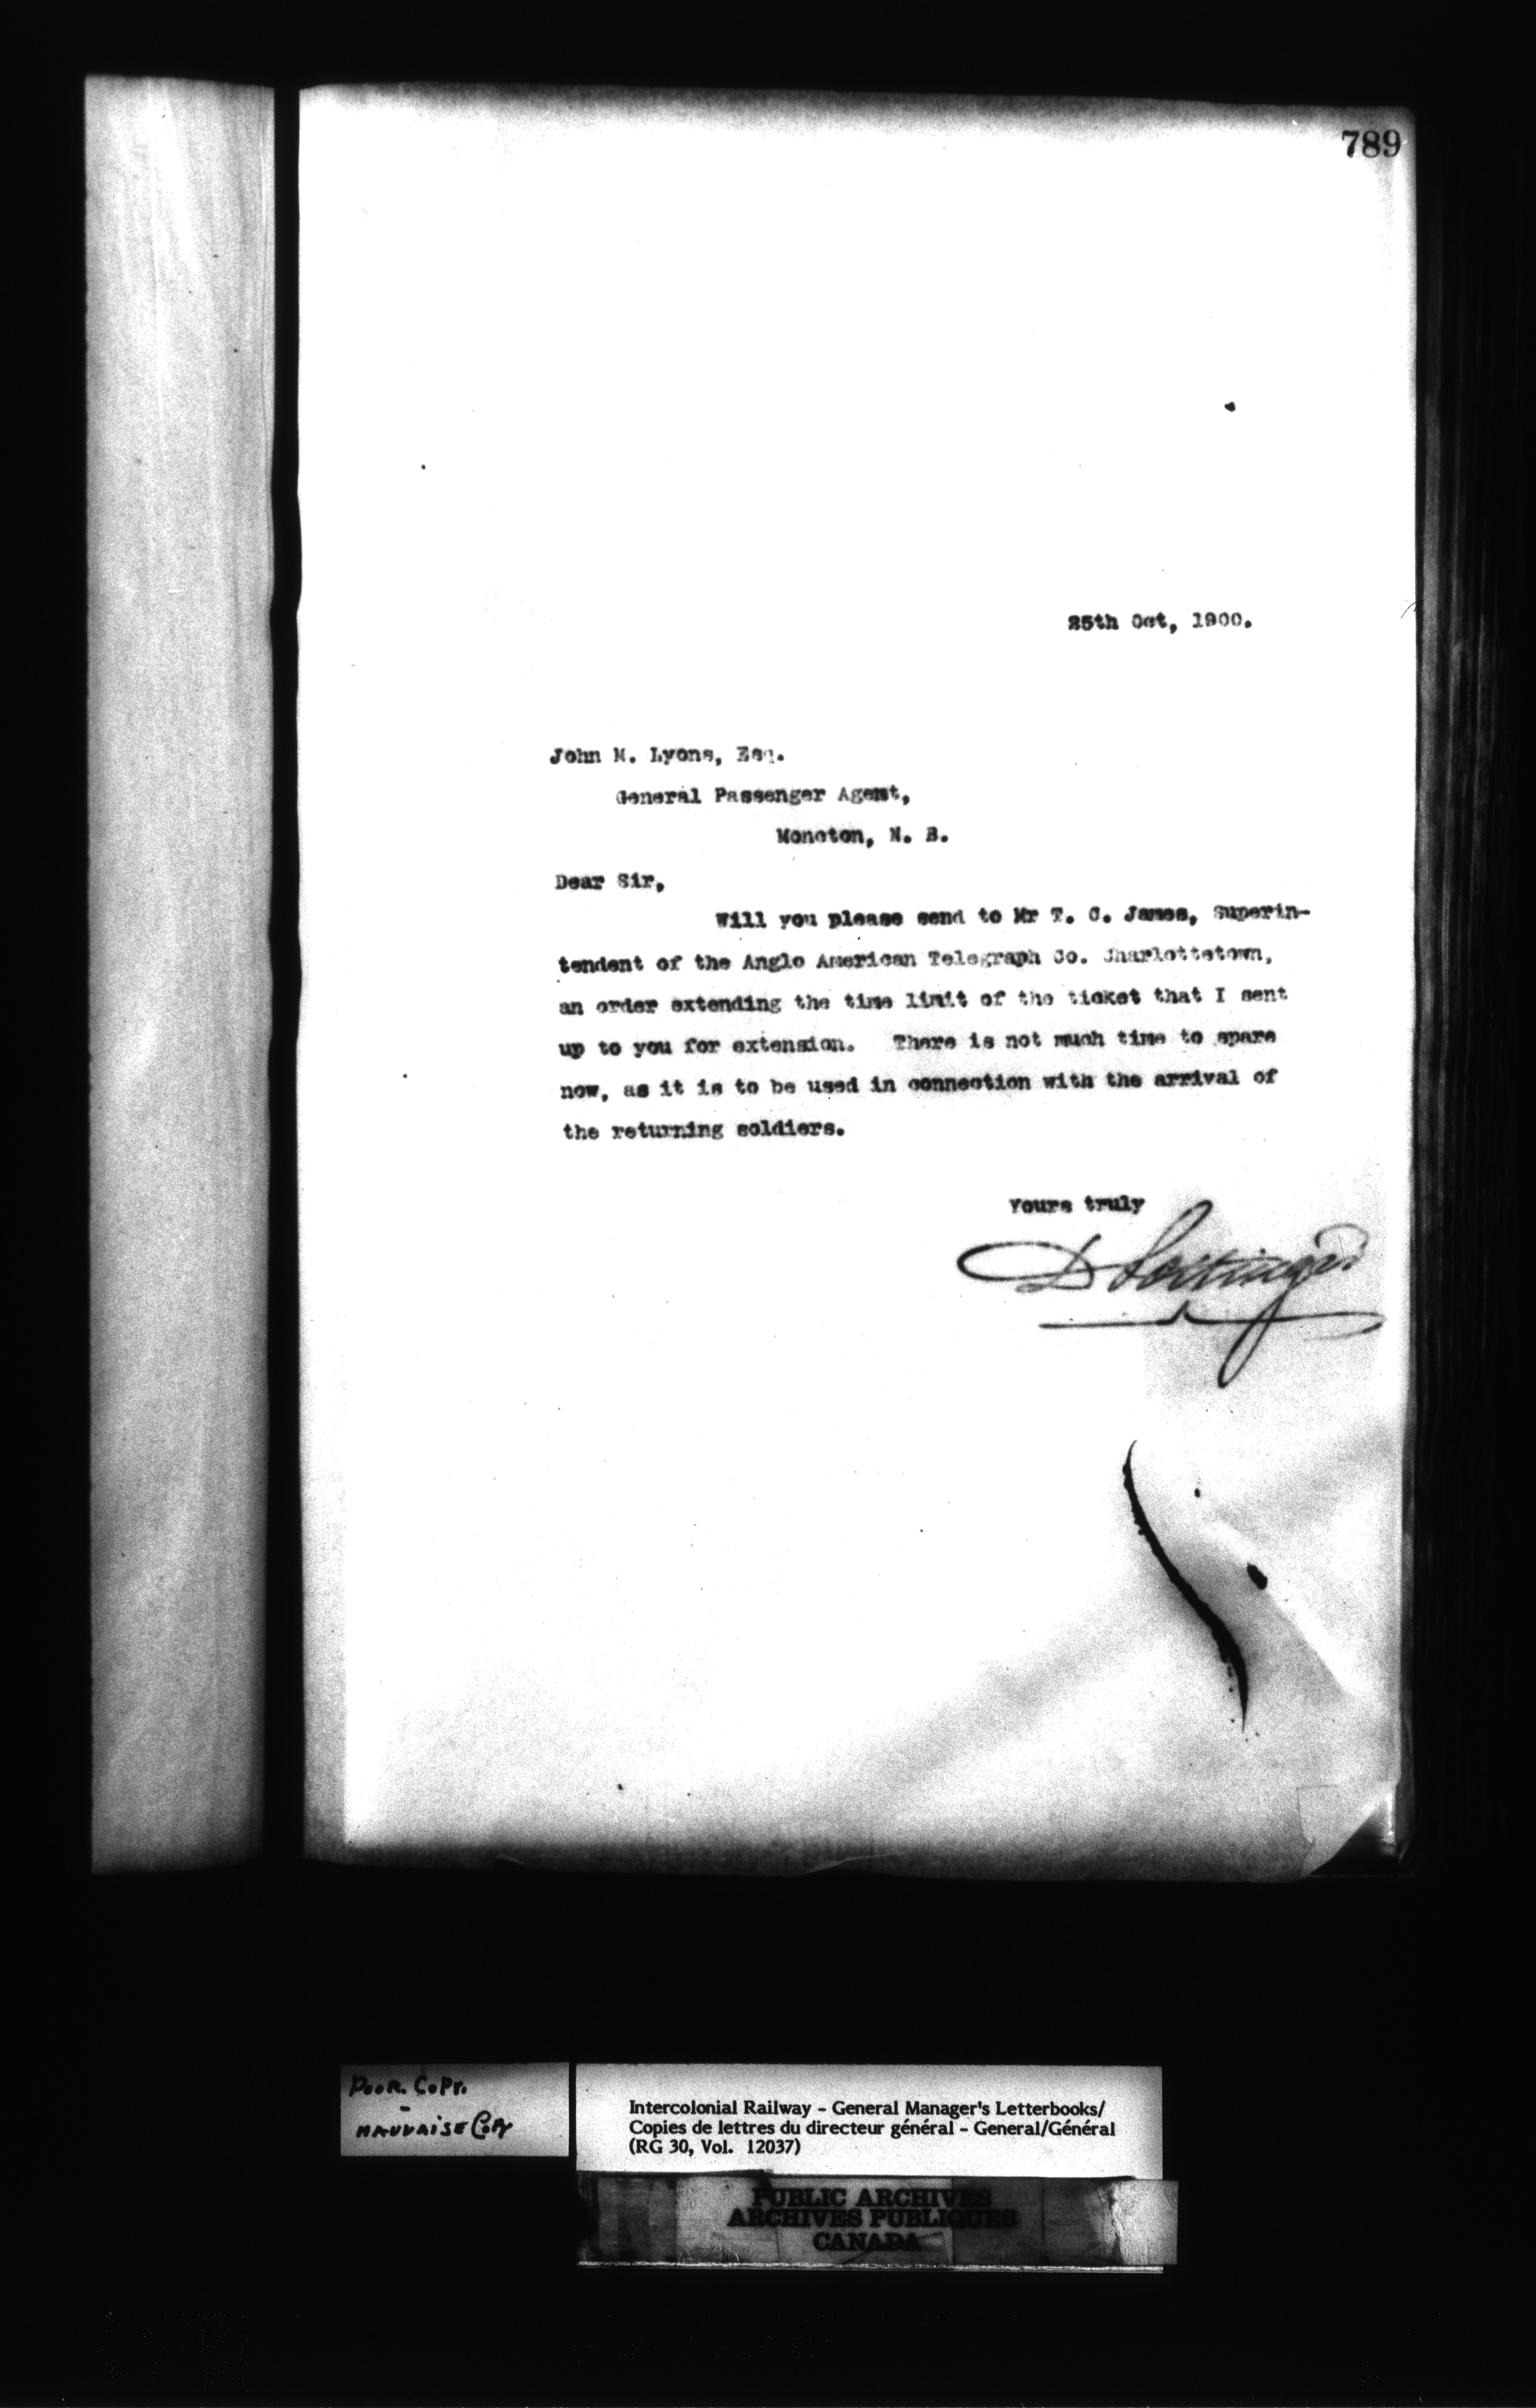 789
25th Oct, 1900.
John M. Lyons, Esq.
General Passenger Agent,
Moncton, N. B.
Dear Sir,
Will you please send to Mr T. C. James, Superin-
tendent of the Anglo American Telegraph Co. Charlottetown,
an order extending the time limit of the ticket that I sent
up to you for extension. There is not much time to spare
now, as it is to be used in connection with the arrival of
the returning soldiers.
Yours truly
D Pottinger
POOR. COPY.
-
MAUVAISE COPY
Intercolonial Railway - General Manager's Letterbooks/
Copies de lettres du directeur général - General/Général
(RG 30, Vol. 12037)
PUBLIC ARCHIVES
ARCHIVES PUBLIQUES
CANADA